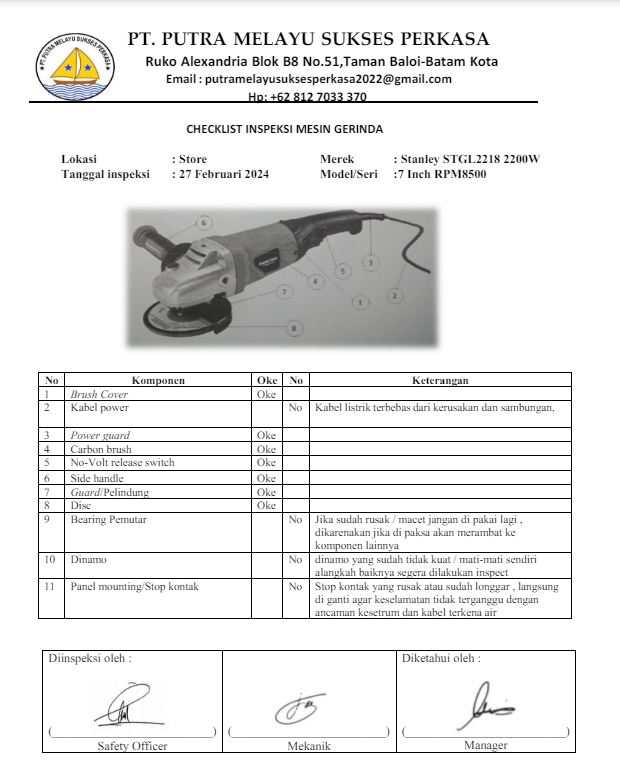 PT. PUTRA MELAYU SUKSES PERKASA
PT. PUTRA MELAYU SUKSES PERKASA
Ruko Alexandria Blok B8 No.51,Taman Baloi-Batam Kota
Email : putramelayusuksesperkasa2022@gmail.com
Hp: +62 812 7033 370
CHECKLIST INSPEKSI MESIN GERINDA
Lokasi : Store Merek : Stanley STGL2218 2200W
Tanggal inspeksi : 27 Februari 2024 Model/Seri :7 Inch RPM8500
6
5
3
4
1
2
7
8
No Komponen Oke No Keterangan
1 Brush Cover Oke
2 Kabel power No Kabel listrik terbebas dari kerusakan dan sambungan,
3 Power guard Oke
4 Carbon brush Oke
5 No-Volt release switch Oke
6 Side handle Oke
7 Guard/Pelindung Oke
8 Disc Oke
9 Bearing Pemutar No Jika sudah rusak / macet jangan di pakai lagi ,
dikarenakan jika di paksa akan merambat ke
komponen lainnya
10 Dinamo No dinamo yang sudah tidak kuat / mati-mati sendiri
alangkah baiknya segera dilakukan inspect
11 Panel mounting/Stop kontak No Stop kontak yang rusak atau sudah longgar , langsung
di ganti agar keselamatan tidak terganggu dengan
ancaman kesetrum dan kabel terkena air
Diinspeksi oleh : Diketahui oleh :
(__________________________) (__________________________) (__________________________)
Safety Officer Mekanik Manager